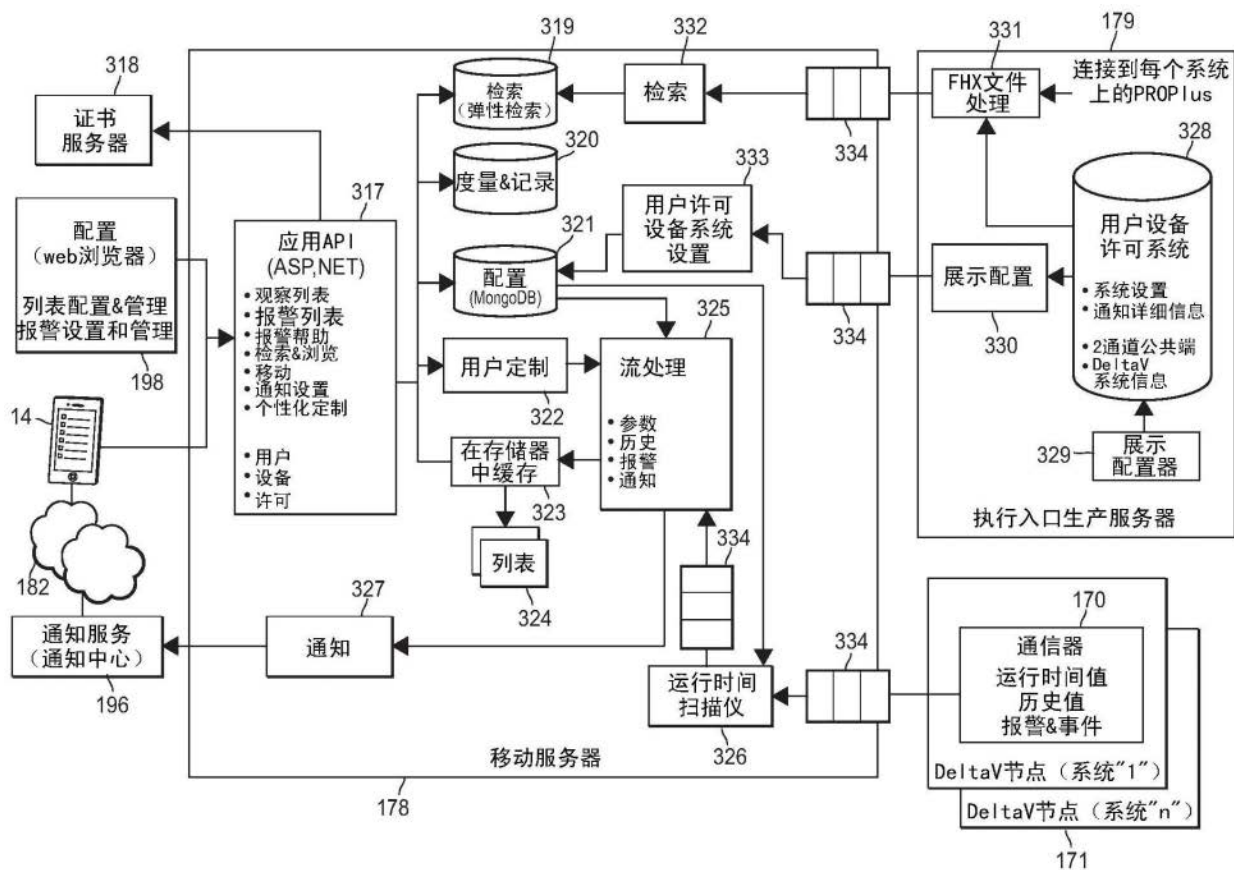 318
证书
服务器
配置
(web浏览器)
列表配置&管理
报警设置和管理
198
14
182
通知服务
(通知中心)
196
317
应用API
(ASP,NET)
•观察列表
•报警列表
•报警帮助
•检索&浏览
•移动
•通知设置
•个性化定制
•用户
•设备
•许可
319
检索
(弹性检索)
332
检索
320
度量&记录
333
用户许可
设备系统
设置
321
配置
(MongoDB)
用户定制
322
325
流处理
•参数
•历史
•报警
•通知
在存储器
中缓存
323
列表
324
334
327
通知
运行时间
扫描仪
326
移动服务器
178
334
334
334
179
331
FHX文件
处理
连接到每个系统
上的PROPlus
328
用户设备
许可系统
•系统设置
•通知详细信息
•2通道公共端
•DeltaV
系统信息
展示配置
330
329
展示
配置器
执行入口生产服务器
170
通信器
运行时间值
历史值
报警&事件
DeltaV节点(系统"1")
DeltaV节点(系统"n")
171